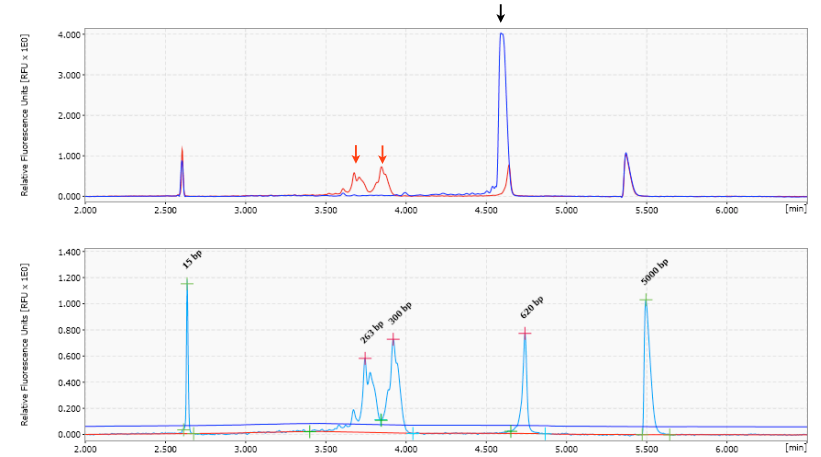 Relative Fluorescence Units [RFU x 1E0]
4.000
3.000
2.000
1.000
0.000
2.000 2.500 3.000 3.500 4.000 4.500 5.000 5.500 6.000 [min]
Relative Fluorescence Units [RFU x 1E0]
1.400
1.200
1.000
0.800
0.600
0.400
0.200
0.000
15 bp
263 bp
300 bp
620 bp
5000 bp
2.000 2.500 3.000 3.500 4.000 4.500 5.000 5.500 6.000 [min]